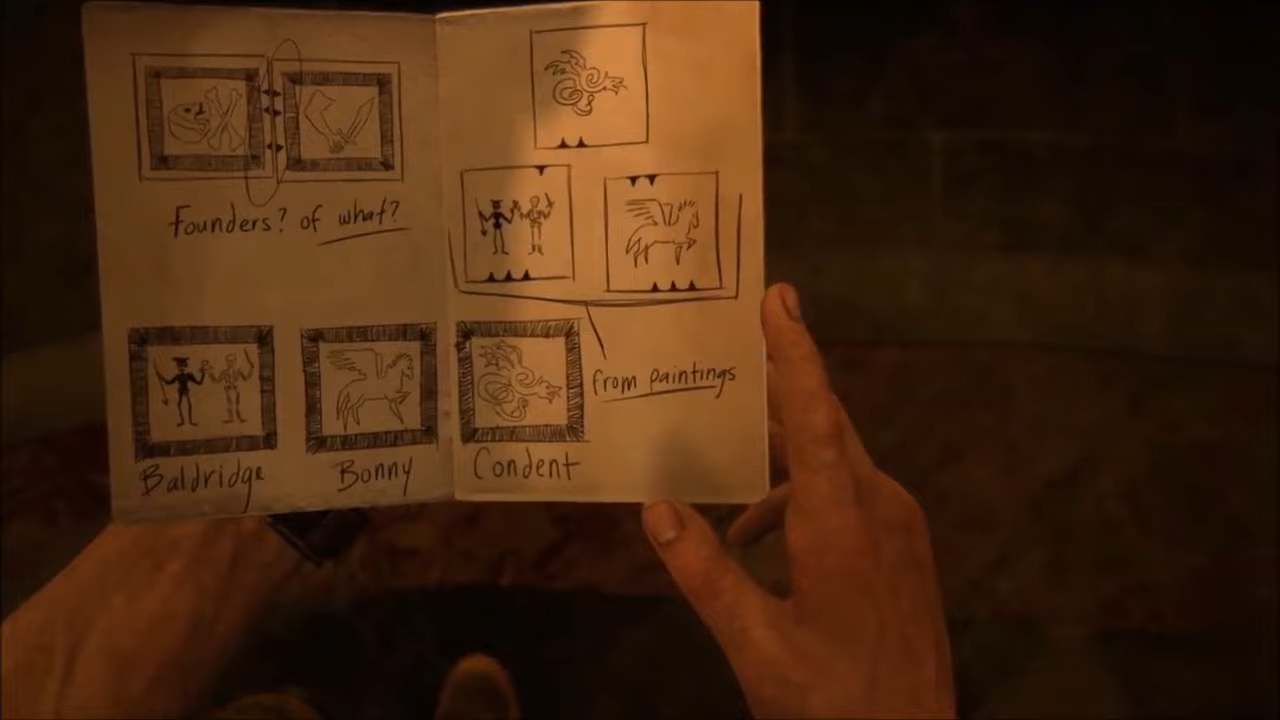 Founders? of what?
from paintings
Baldridge
Bonny
Condent